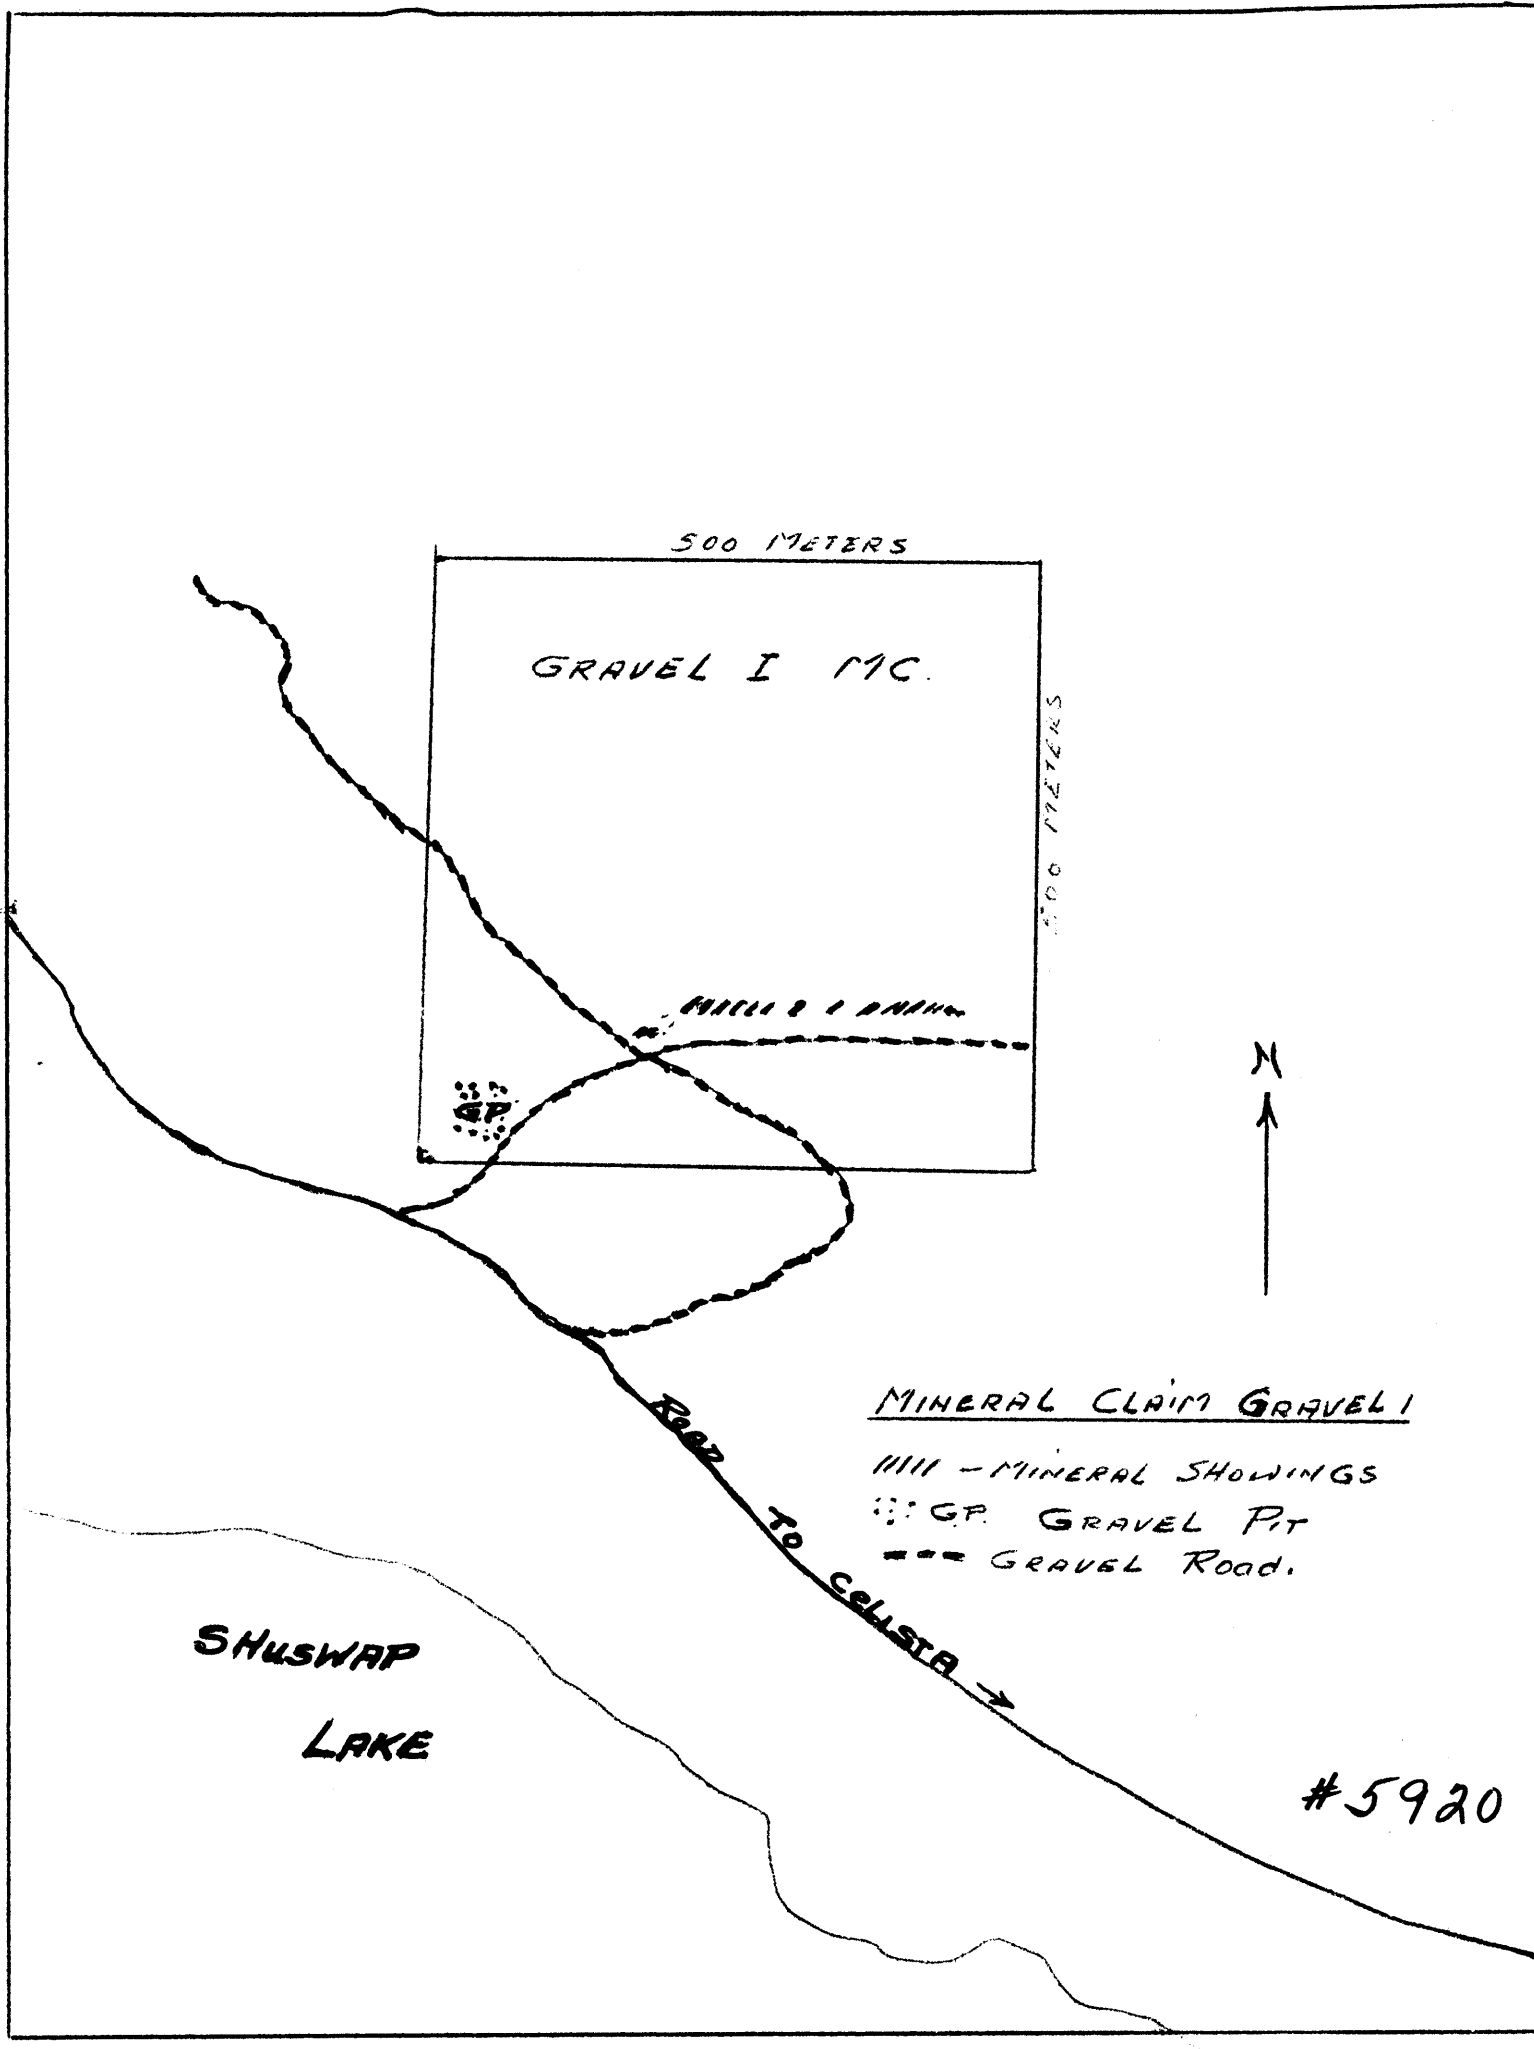 500 METERS
GRAVEL I MC.
500 METERS
GP
N
ROAD TO CELISTA
MINERAL CLAIM GRAVEL 1
- MINERAL SHOWINGS
G.P. GRAVEL PIT
GRAVEL Road.
SHUSWAP
LAKE
#5920